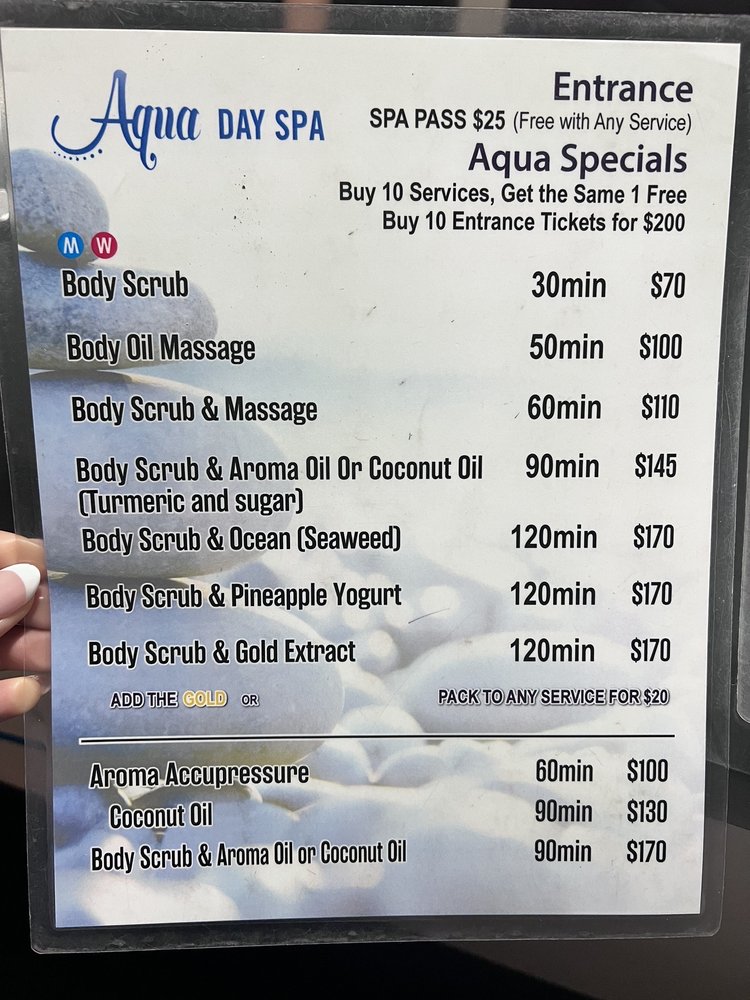 Aqua DAY SPA
Entrance
SPA PASS $25 (Free with Any Service)
Aqua Specials
Buy 10 Services, Get the Same 1 Free
Buy 10 Entrance Tickets for $200
M W
Body Scrub 30min $70
Body Oil Massage 50min $100
Body Scrub & Massage 60min $110
Body Scrub & Aroma Oil Or Coconut Oil 90min $145
(Turmeric and sugar)
Body Scrub & Ocean (Seaweed) 120min $170
Body Scrub & Pineapple Yogurt 120min $170
Body Scrub & Gold Extract 120min $170
ADD THE GOLD OR PACK TO ANY SERVICE FOR $20
Aroma Accupressure 60min $100
Coconut Oil 90min $130
Body Scrub & Aroma Oil or Coconut Oil 90min $170